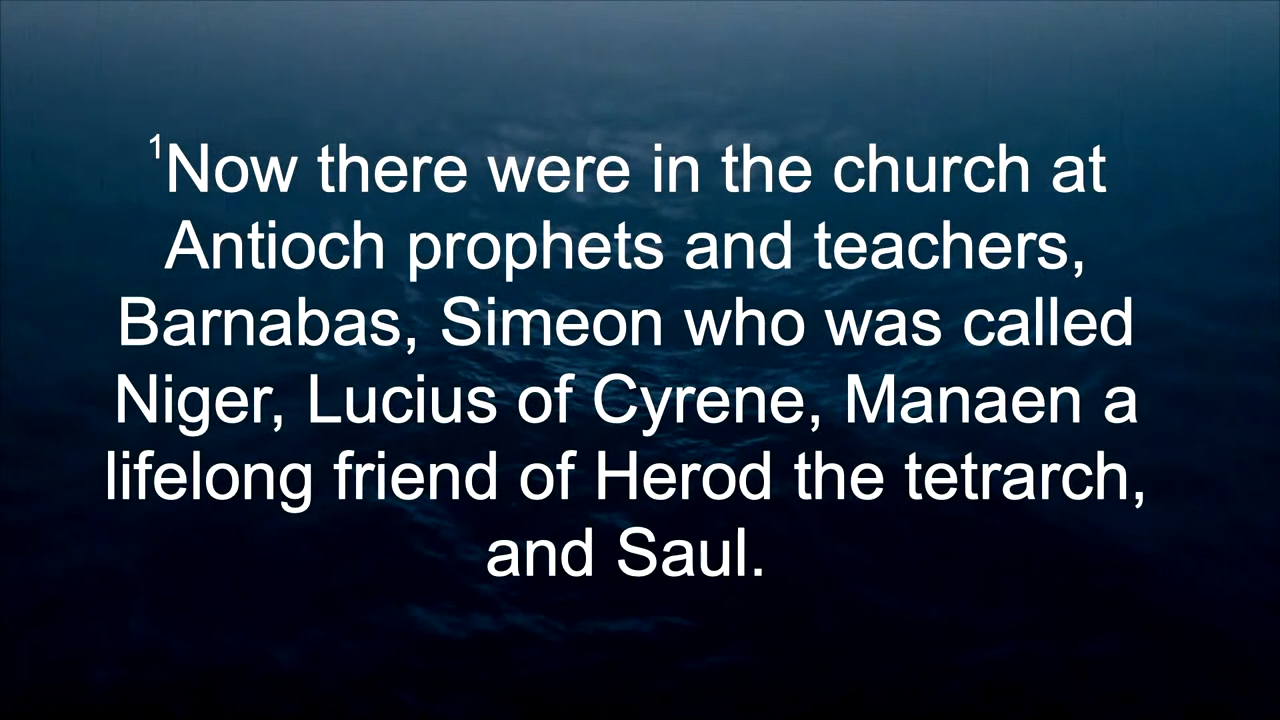 1Now there were in the church at
Antioch prophets and teachers,
Barnabas, Simeon who was called
Niger, Lucius of Cyrene, Manaen a
lifelong friend of Herod the tetrarch,
and Saul.